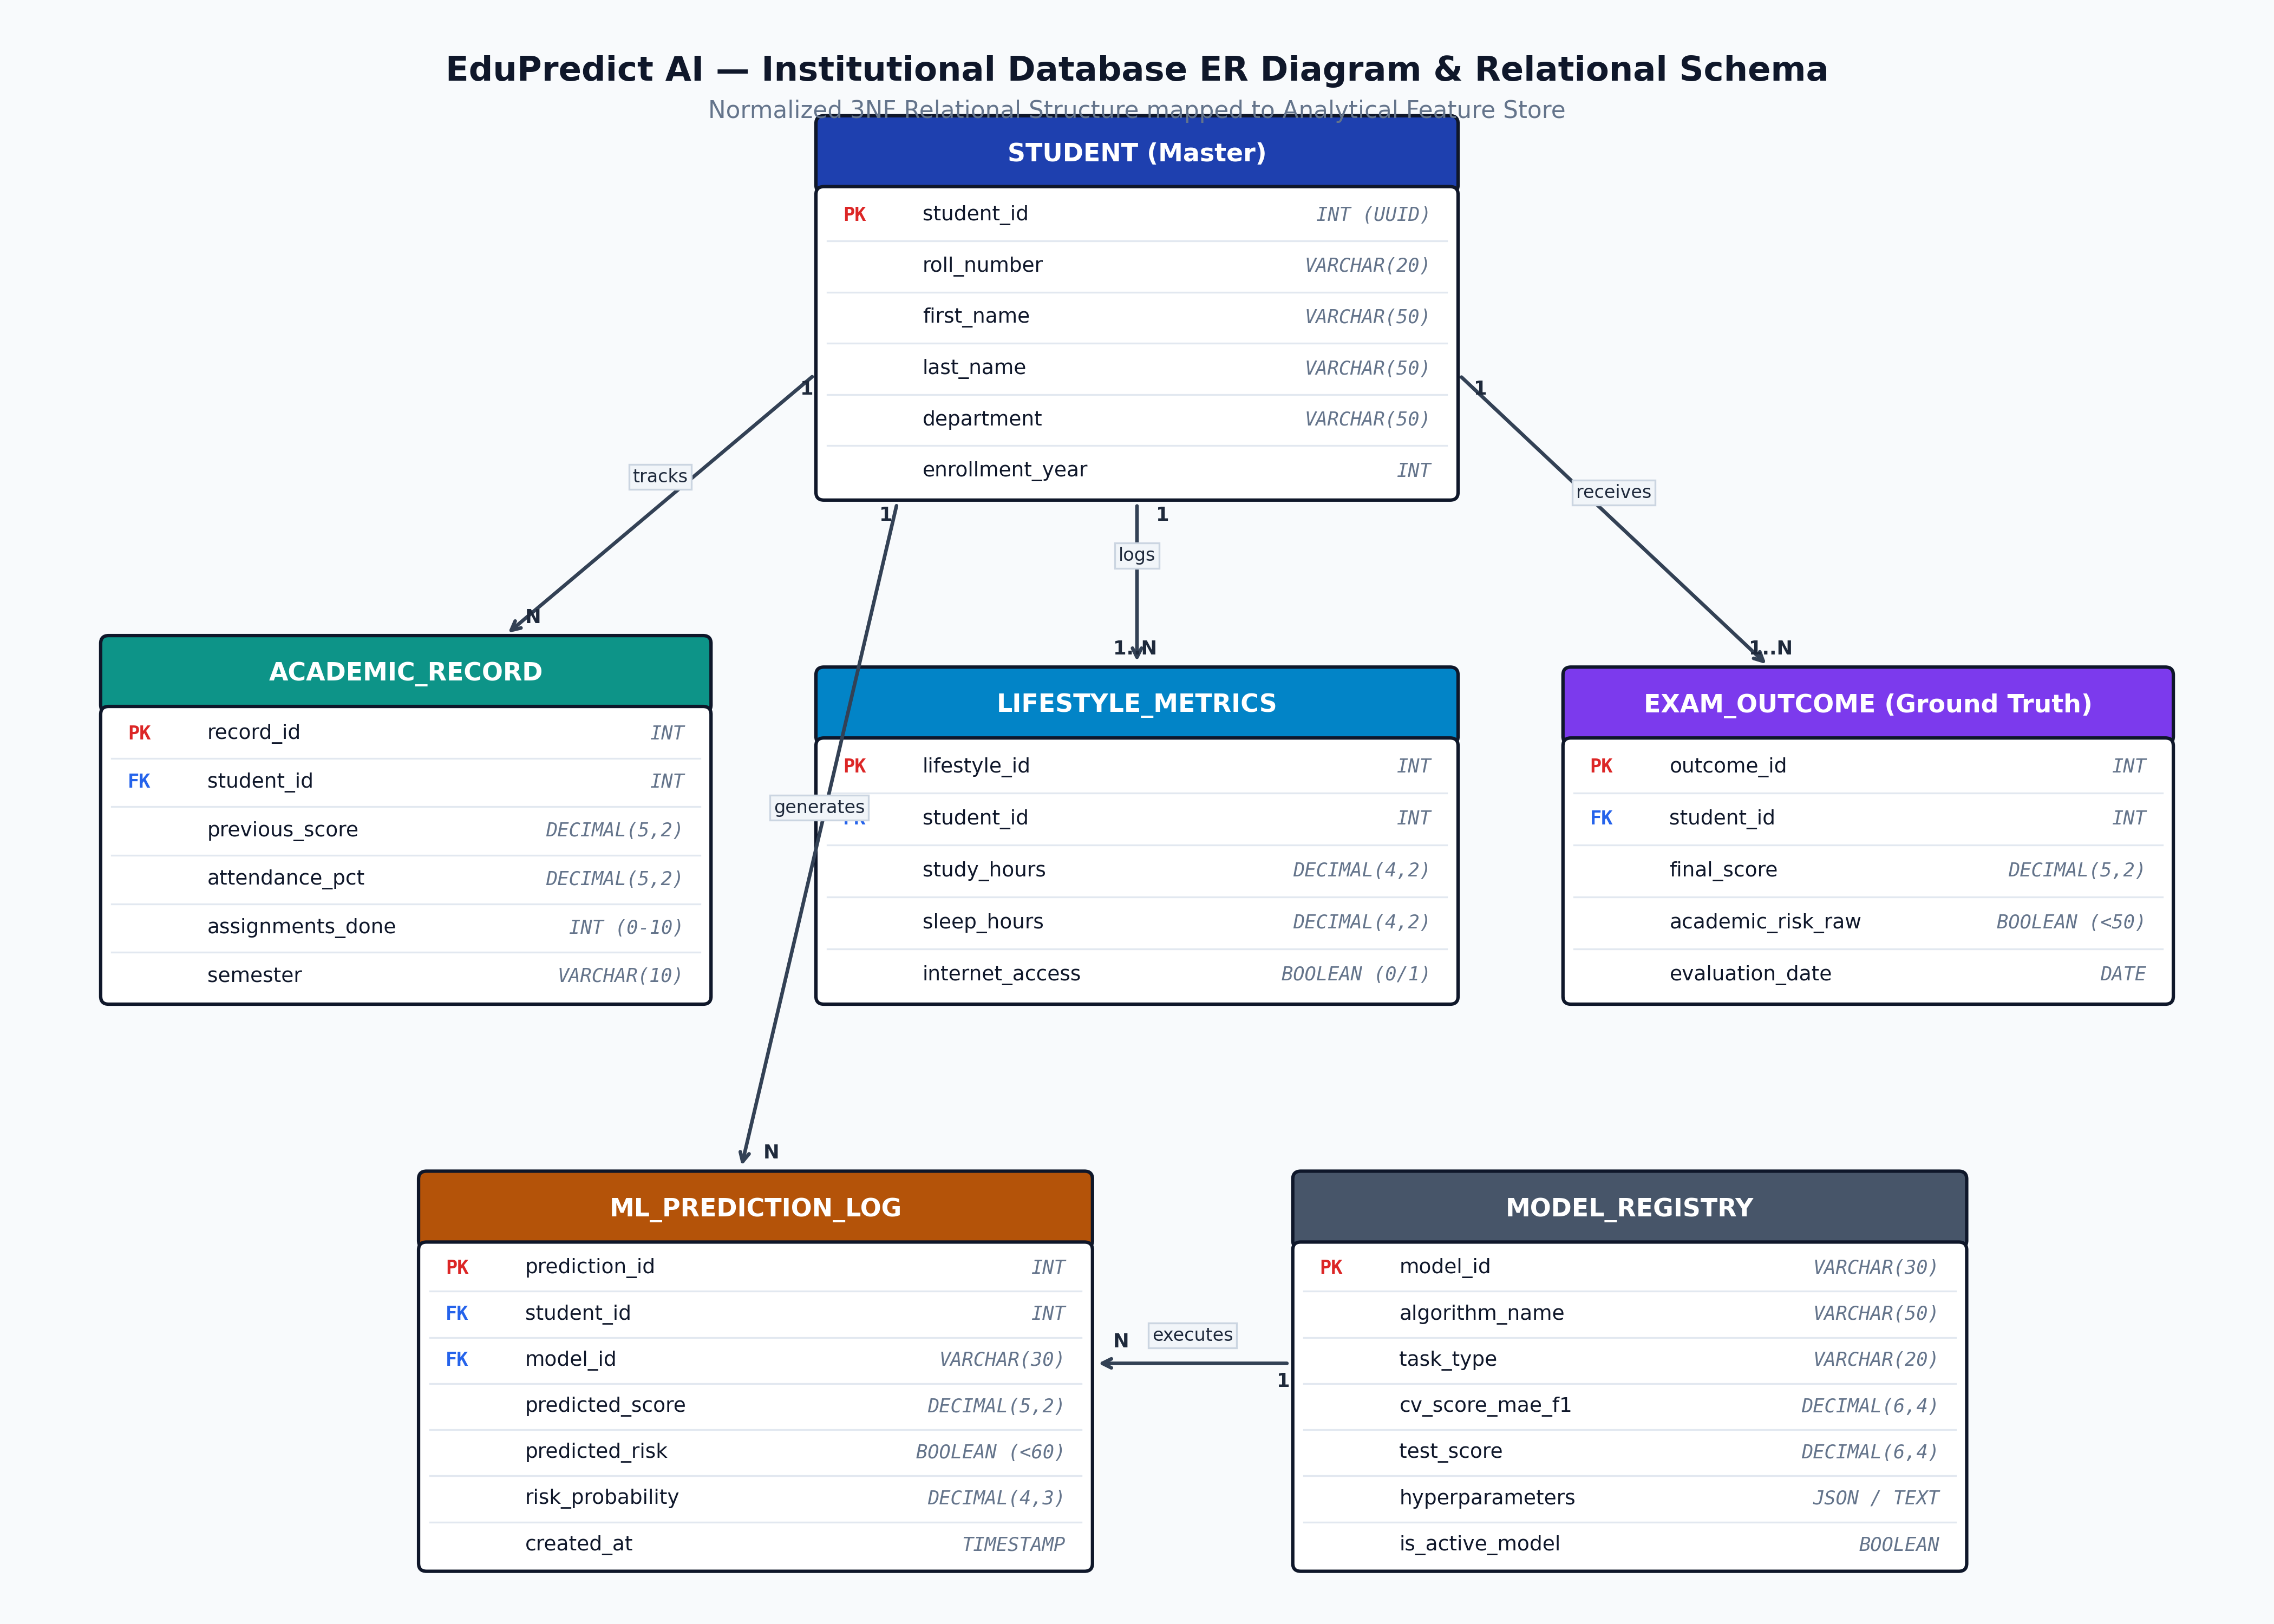 EduPredict AI — Institutional Database ER Diagram & Relational Schema
Normalized 3NF Relational Structure mapped to Analytical Feature Store
STUDENT (Master)
PK student_id INT (UUID)
roll_number VARCHAR(20)
first_name VARCHAR(50)
last_name VARCHAR(50)
department VARCHAR(50)
enrollment_year INT
1
1
tracks
receives
1
1
logs
N
1..N
1..N
ACADEMIC_RECORD
PK record_id INT
FK student_id INT
previous_score DECIMAL(5,2)
attendance_pct DECIMAL(5,2)
assignments_done INT (0-10)
semester VARCHAR(10)
LIFESTYLE_METRICS
PK lifestyle_id INT
generates
FK student_id INT
study_hours DECIMAL(4,2)
sleep_hours DECIMAL(4,2)
internet_access BOOLEAN (0/1)
EXAM_OUTCOME (Ground Truth)
PK outcome_id INT
FK student_id INT
final_score DECIMAL(5,2)
academic_risk_raw BOOLEAN (<50)
evaluation_date DATE
N
ML_PREDICTION_LOG
PK prediction_id INT
FK student_id INT
FK model_id VARCHAR(30)
predicted_score DECIMAL(5,2)
predicted_risk BOOLEAN (<60)
risk_probability DECIMAL(4,3)
created_at TIMESTAMP
N
executes
1
MODEL_REGISTRY
PK model_id VARCHAR(30)
algorithm_name VARCHAR(50)
task_type VARCHAR(20)
cv_score_mae_f1 DECIMAL(6,4)
test_score DECIMAL(6,4)
hyperparameters JSON / TEXT
is_active_model BOOLEAN